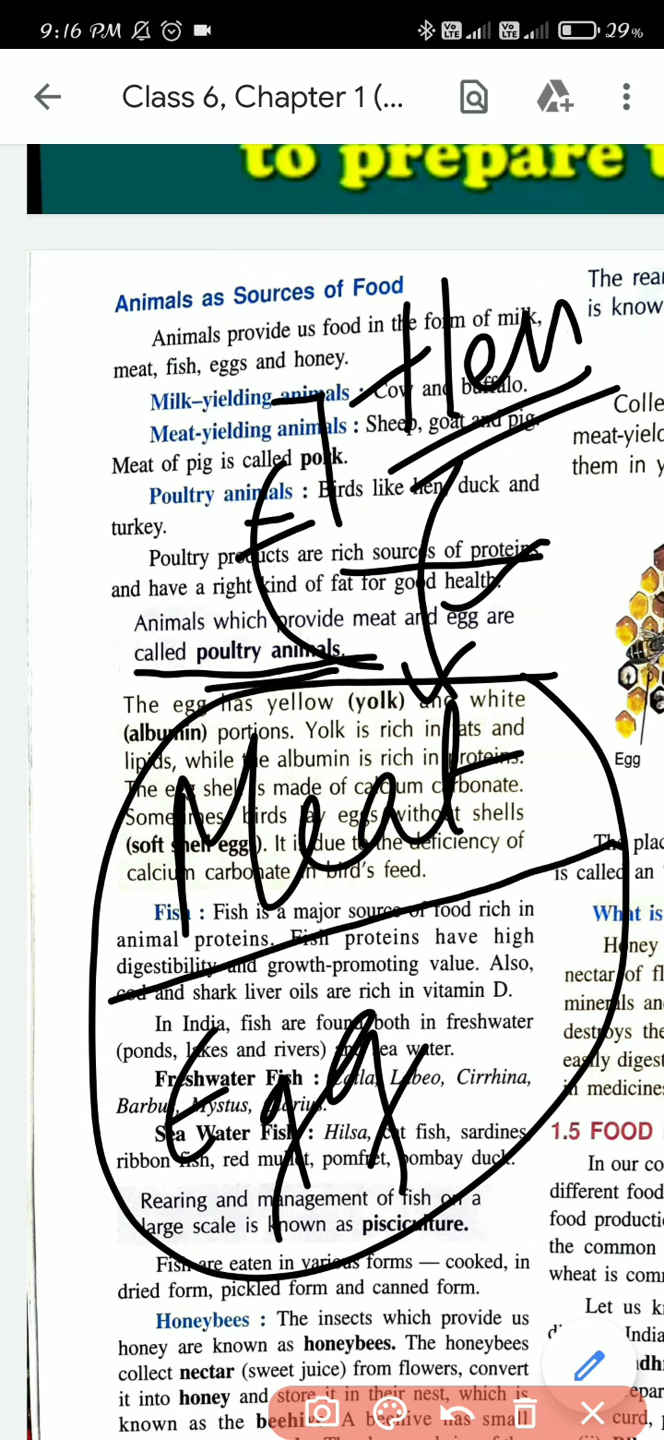 9:16 PM
Vo LTE Vo LTE 29%
Class 6, Chapter 1 (...
to prepare
Animals as Sources of Food
Animals provide us food in the form of milk,
meat, fish, eggs and honey.
Milk–yielding animals : Cow and buffalo.
Meat-yielding animals : Sheep, goat and pig.
Meat of pig is called pork.
Poultry animals : Birds like hen, duck and
turkey.
Poultry products are rich sources of proteins
and have a right kind of fat for good health.
Animals which provide meat and egg are
called poultry animals.
The egg has yellow (yolk) and white
(albumin) portions. Yolk is rich in fats and
lipids, while the albumin is rich in proteins.
The egg shell is made of calcium carbonate.
Sometimes birds lay eggs without shells
(soft shell eggs). It is due to the deficiency of
calcium carbonate in bird's feed.
Fish : Fish is a major source of food rich in
animal proteins. Fish proteins have high
digestibility and growth-promoting value. Also,
cod and shark liver oils are rich in vitamin D.
In India, fish are found both in freshwater
(ponds, lakes and rivers) and sea water.
Freshwater Fish : Catla, Labeo, Cirrhina,
Barbus, Mystus,
Sea Water Fish : Hilsa, cat fish, sardines,
ribbon fish, red mullet, pomfret, bombay duck.
Rearing and management of fish on a
large scale is known as pisciculture.
Fish are eaten in various forms — cooked, in
dried form, pickled form and canned form.
Honeybees : The insects which provide us
honey are known as honeybees. The honeybees
collect nectar (sweet juice) from flowers, convert
it into honey and store it in their nest, which is
known as the beehive. A beehive has small
Hen
Meat
Egg
The rea
is know
Colle
meat-yield
them in y
Egg
The plac
is called an
What is
Honey
nectar of fl
minerals an
destroys the
easily digest
in medicine
1.5 FOOD
In our co
different food
food producti
the common
wheat is com
Let us k
India
curd,